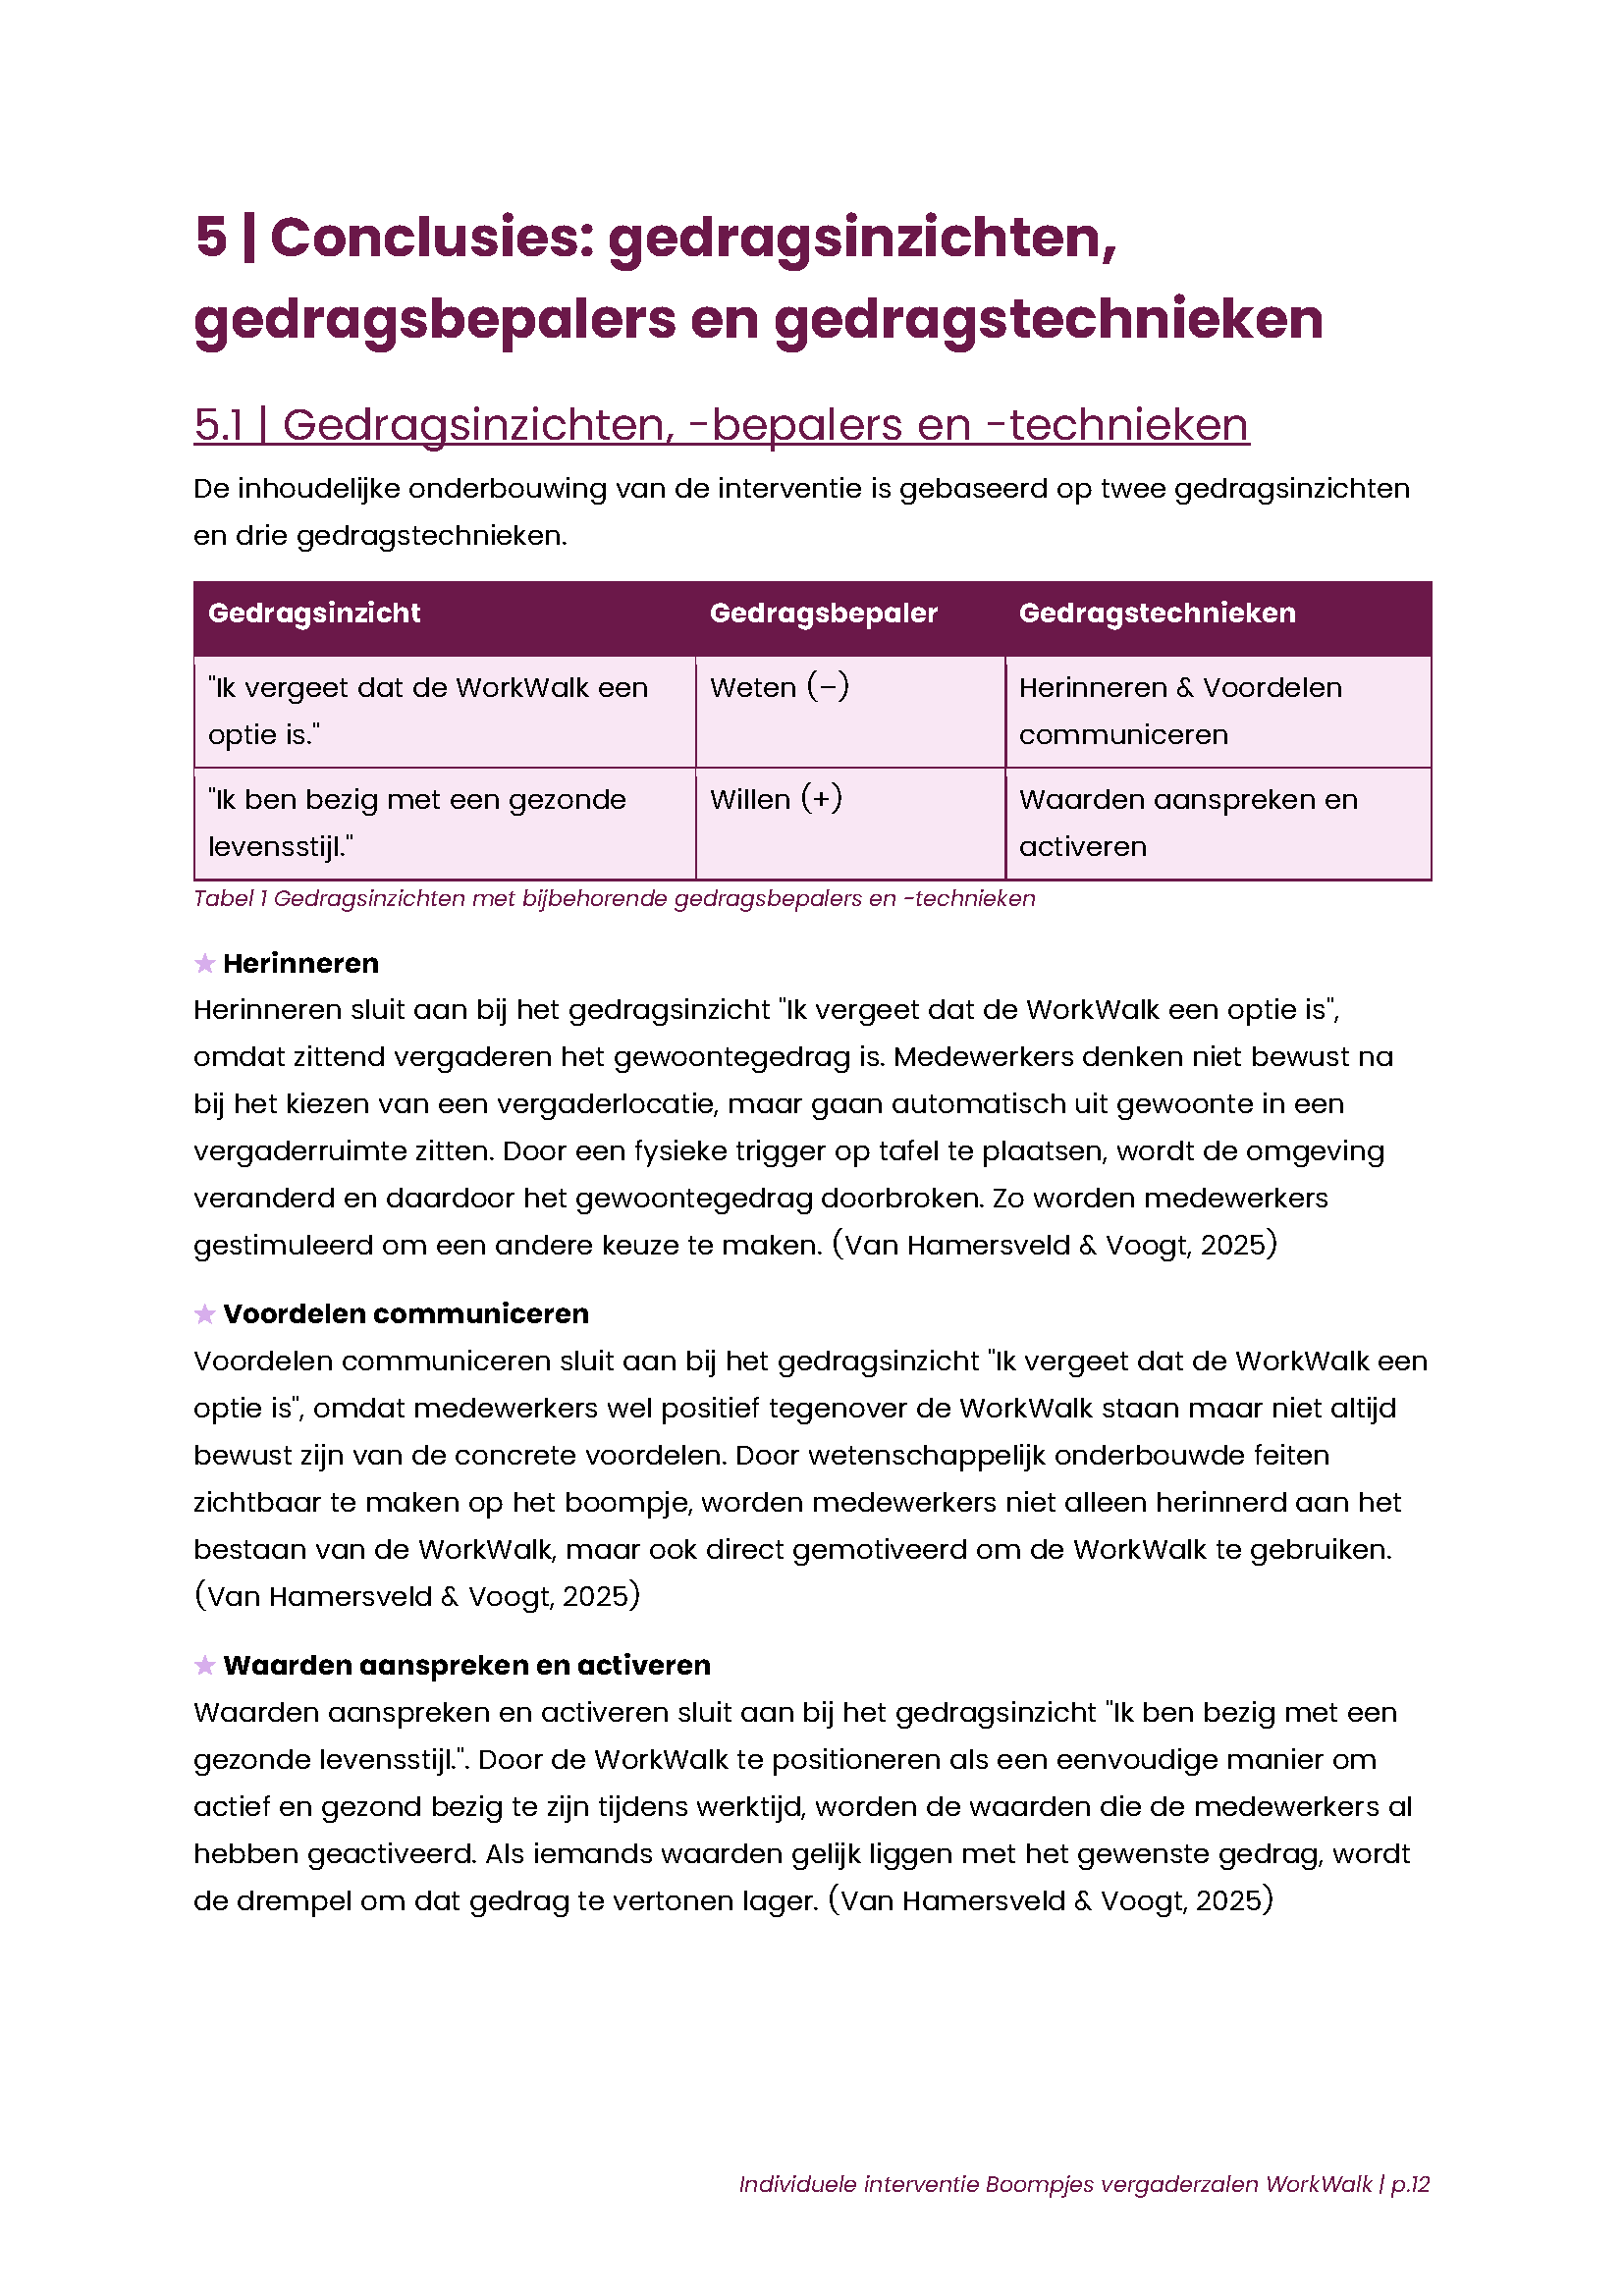 5 | Conclusies: gedragsinzichten,
gedragsbepalers en gedragstechnieken
5.1 | Gedragsinzichten, -bepalers en -technieken
De inhoudelijke onderbouwing van de interventie is gebaseerd op twee gedragsinzichten
en drie gedragstechnieken.
Gedragsinzicht Gedragsbepaler Gedragstechnieken
"Ik vergeet dat de WorkWalk een Weten (–) Herinneren & Voordelen
optie is." communiceren
"Ik ben bezig met een gezonde Willen (+) Waarden aanspreken en
levensstijl." activeren
Tabel 1 Gedragsinzichten met bijbehorende gedragsbepalers en -technieken
★ Herinneren
Herinneren sluit aan bij het gedragsinzicht "Ik vergeet dat de WorkWalk een optie is",
omdat zittend vergaderen het gewoontegedrag is. Medewerkers denken niet bewust na
bij het kiezen van een vergaderlocatie, maar gaan automatisch uit gewoonte in een
vergaderruimte zitten. Door een fysieke trigger op tafel te plaatsen, wordt de omgeving
veranderd en daardoor het gewoontegedrag doorbroken. Zo worden medewerkers
gestimuleerd om een andere keuze te maken. (Van Hamersveld & Voogt, 2025)
★ Voordelen communiceren
Voordelen communiceren sluit aan bij het gedragsinzicht "Ik vergeet dat de WorkWalk een
optie is", omdat medewerkers wel positief tegenover de WorkWalk staan maar niet altijd
bewust zijn van de concrete voordelen. Door wetenschappelijk onderbouwde feiten
zichtbaar te maken op het boompje, worden medewerkers niet alleen herinnerd aan het
bestaan van de WorkWalk, maar ook direct gemotiveerd om de WorkWalk te gebruiken.
(Van Hamersveld & Voogt, 2025)
★ Waarden aanspreken en activeren
Waarden aanspreken en activeren sluit aan bij het gedragsinzicht "Ik ben bezig met een
gezonde levensstijl.". Door de WorkWalk te positioneren als een eenvoudige manier om
actief en gezond bezig te zijn tijdens werktijd, worden de waarden die de medewerkers al
hebben geactiveerd. Als iemands waarden gelijk liggen met het gewenste gedrag, wordt
de drempel om dat gedrag te vertonen lager. (Van Hamersveld & Voogt, 2025)
Individuele interventie Boompjes vergaderzalen WorkWalk | p.12